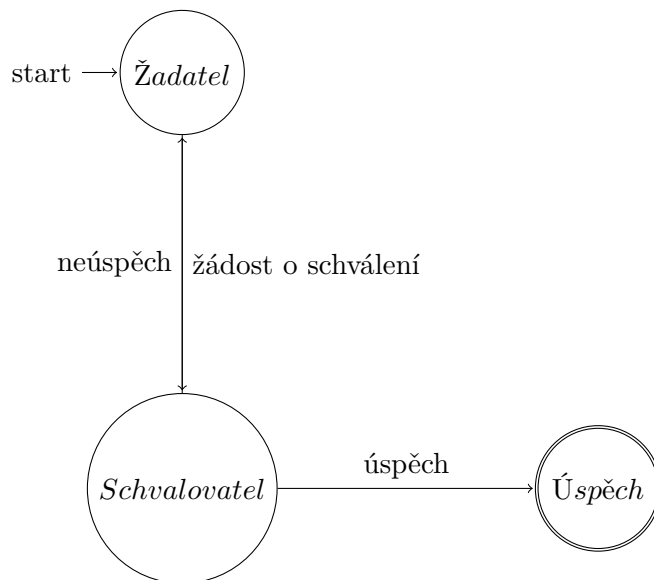 start
Žadatel
neúspěch
žádost o schválení
Schvalovatel
úspěch
Úspěch